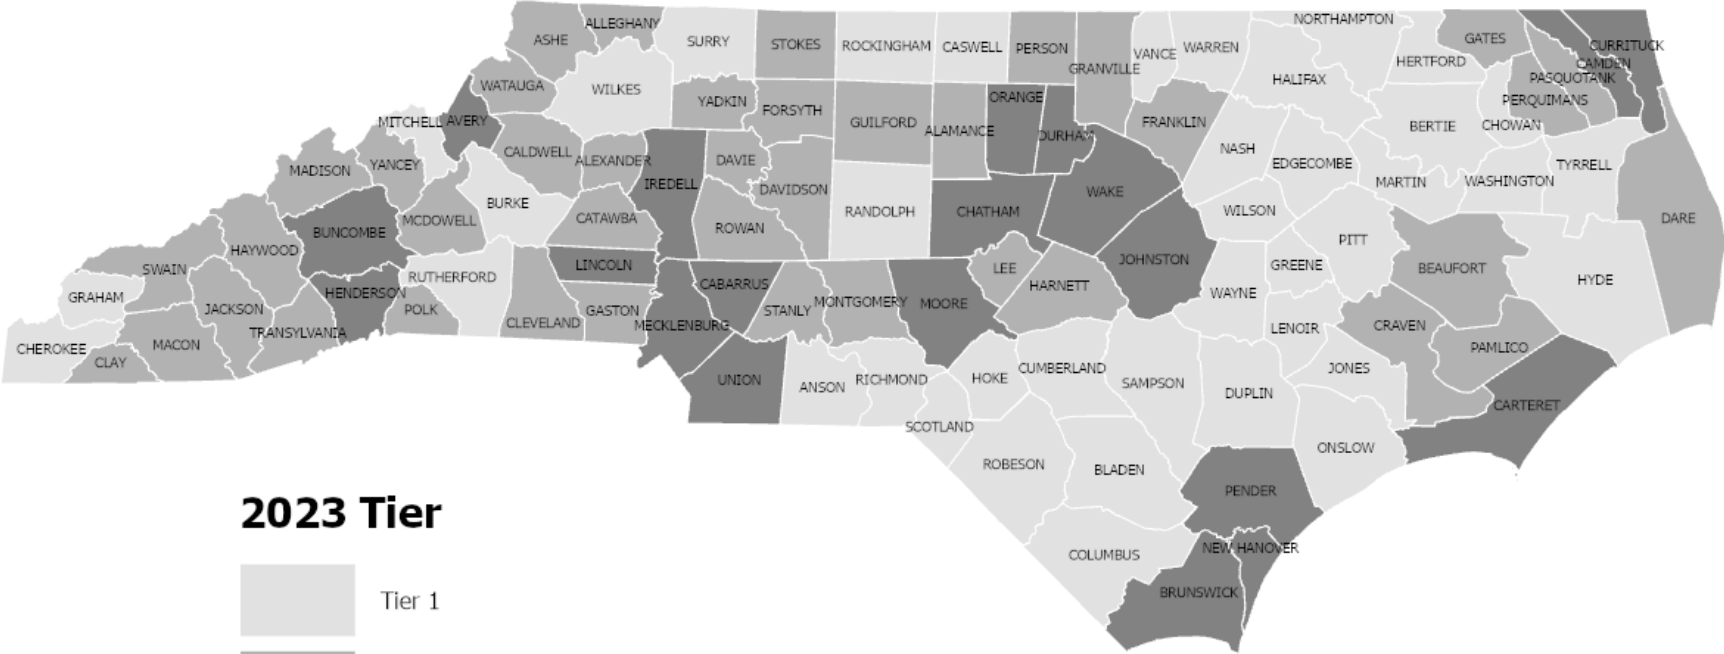 ALLEGHANY
NORTHAMPTON
ASHE
SURRY
STOKES
ROCKINGHAM
CASWELL
PERSON
GRANVILLE
VANCE
WARREN
GATES
CURRITUCK
CAMDEN
HERTFORD
HALIFAX
PASQUOTANK
WATAUGA
WILKES
YADKIN
FORSYTH
PERQUIMANS
ORANGE
MITCHELL
AVERY
GUILFORD
ALAMANCE
DURHAM
FRANKLIN
BERTIE
CHOWAN
CALDWELL
ALEXANDER
DAVIE
NASH
EDGECOMBE
TYRRELL
MADISON
YANCEY
IREDELL
DAVIDSON
WAKE
MARTIN
WASHINGTON
BURKE
RANDOLPH
CHATHAM
WILSON
DARE
MCDOWELL
CATAWBA
ROWAN
BUNCOMBE
PITT
HAYWOOD
SWAIN
LINCOLN
LEE
JOHNSTON
GREENE
BEAUFORT
RUTHERFORD
CABARRUS
HARNETT
HYDE
GRAHAM
HENDERSON
WAYNE
JACKSON
POLK
GASTON
STANLY
MONTGOMERY
MOORE
TRANSYLVANIA
CLEVELAND
MECKLENBURG
LENOIR
CRAVEN
CHEROKEE
MACON
PAMLICO
CLAY
UNION
ANSON
RICHMOND
HOKE
CUMBERLAND
SAMPSON
JONES
DUPLIN
CARTERET
SCOTLAND
ONSLOW
ROBESON
BLADEN
PENDER
2023 Tier
COLUMBUS
NEW HANOVER
BRUNSWICK
Tier 1